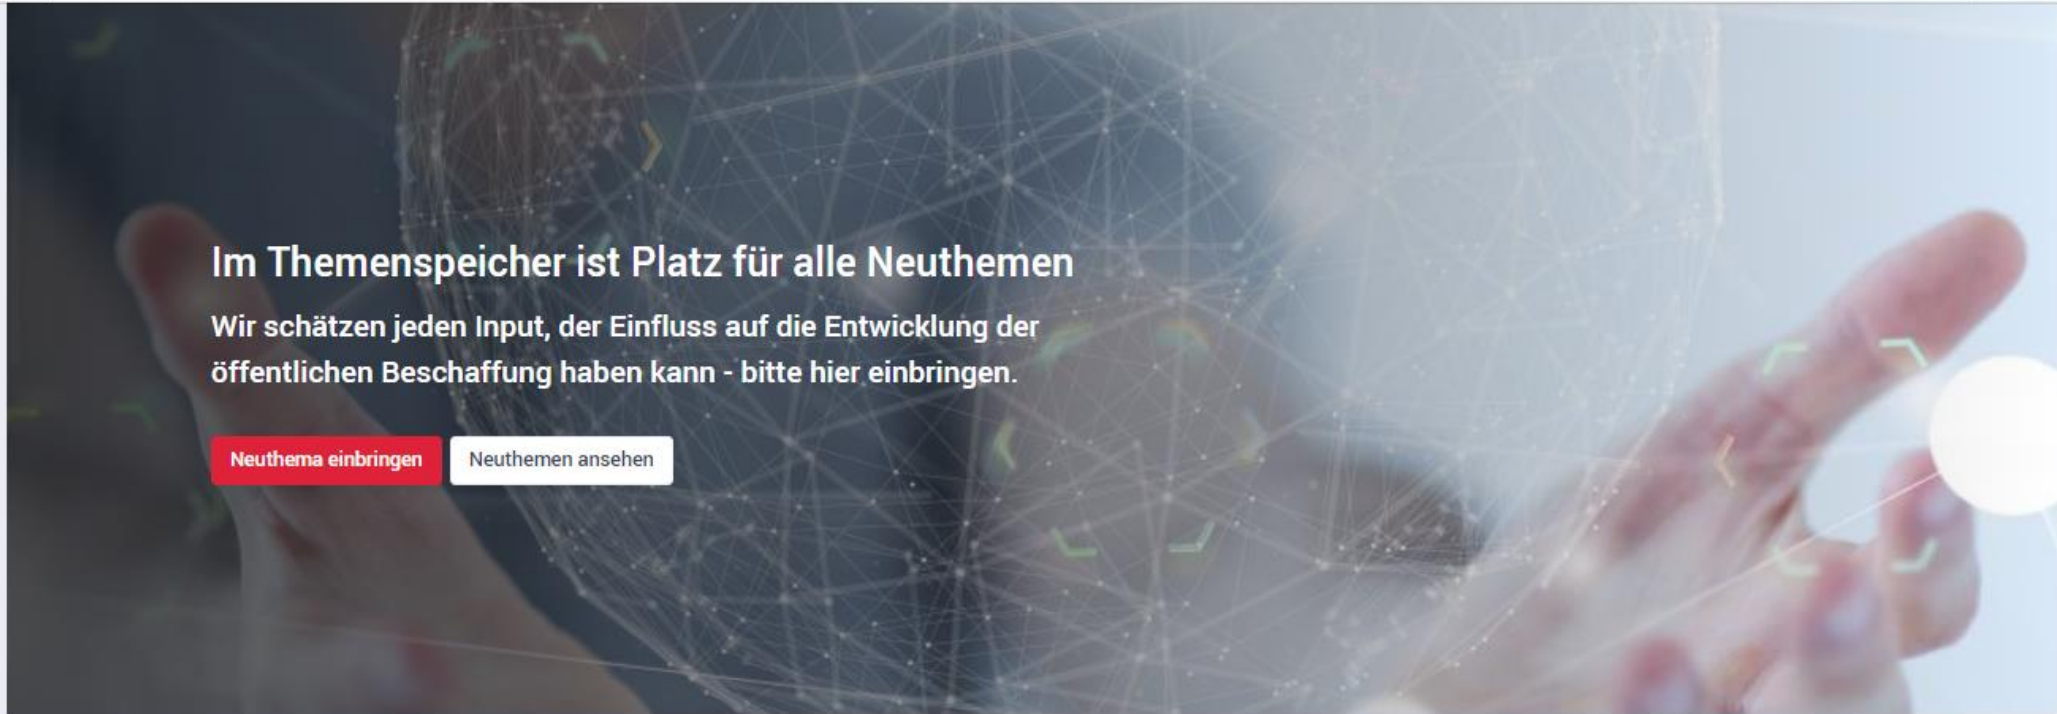 Im Themenspeicher ist Platz für alle Neuthemen
Wir schätzen jeden Input, der Einfluss auf die Entwicklung der
öffentlichen Beschaffung haben kann - bitte hier einbringen.
Neuthema einbringen
Neuthemen ansehen